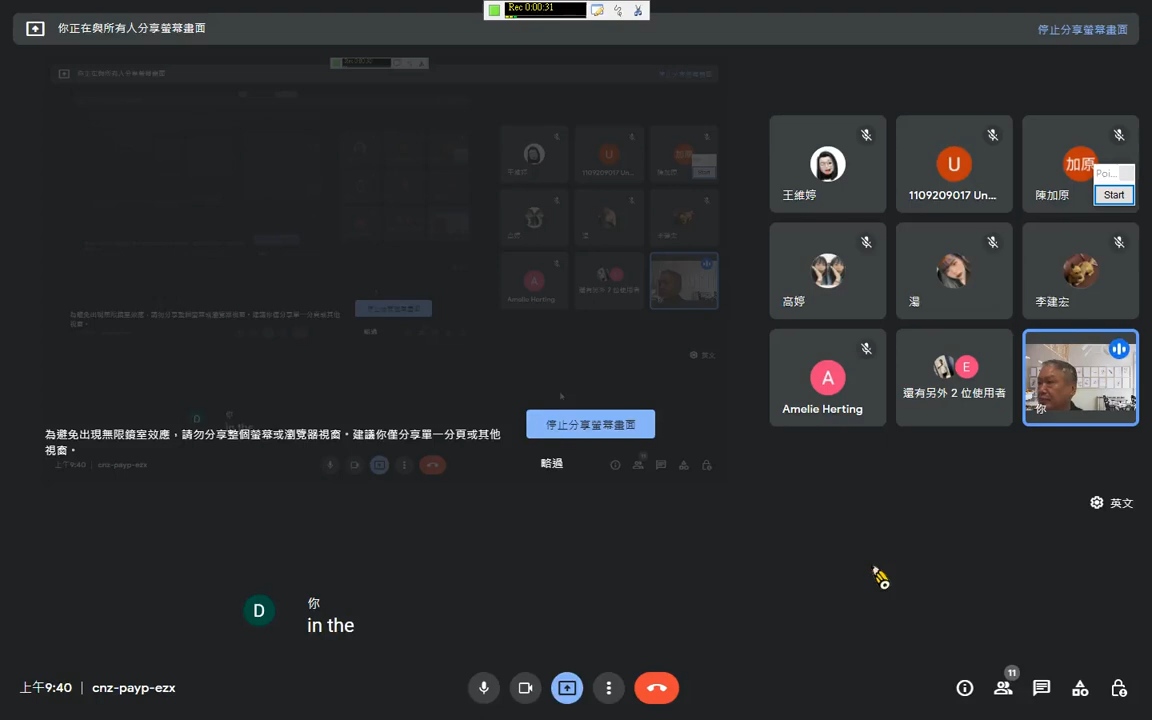 Rec 0:00:31
你正在與所有人分享螢幕畫面
停止分享螢幕畫面
王維婷
1109209017 Un...
陳加原
加原
U
Poi...
Start
高婷
湯
李建宏
A
Amelie Herting
E
還有另外 2 位使用者
你
停止分享螢幕畫面
為避免出現無限鏡室效應，請勿分享整個螢幕或瀏覽器視窗。建議你僅分享單一分頁或其他
視窗。
略過
英文
D
你
in the
上午9:40
cnz-payp-ezx
11